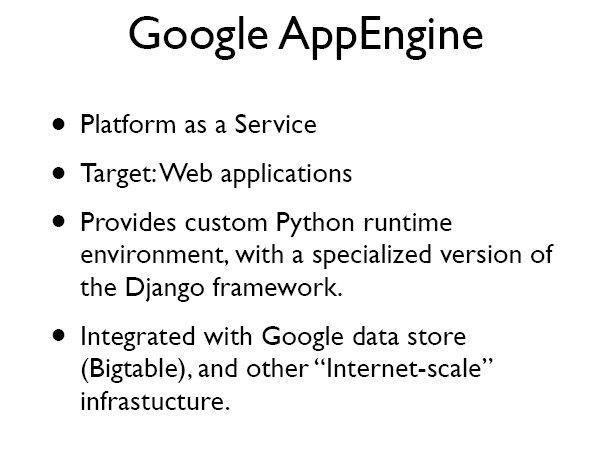 Google AppEngine
• Platform as a Service
• Target: Web applications
• Provides custom Python runtime
environment, with a specialized version of
the Django framework.
• Integrated with Google data store
(Bigtable), and other “Internet-scale”
infrastucture.